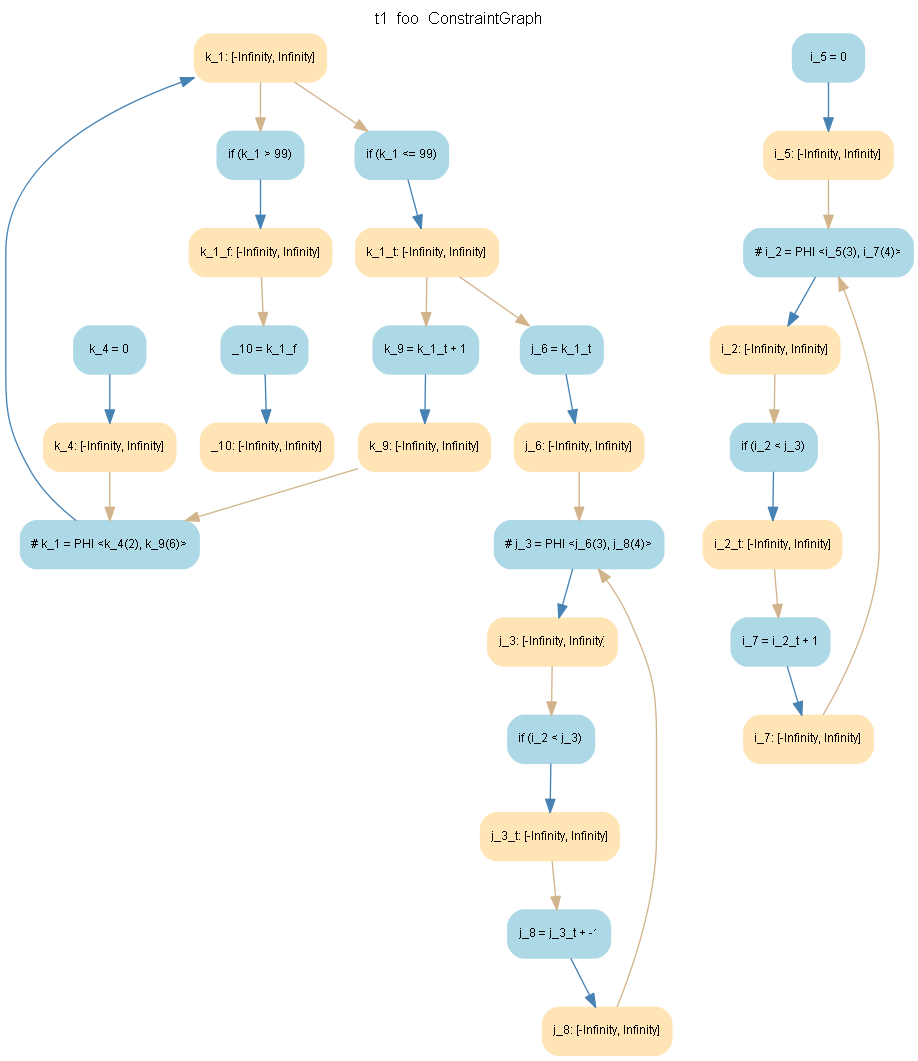 t1 foo ConstraintGraph
k_1: [-Infinity, Infinity]
i_5 = 0
if (k_1 > 99)
if (k_1 <= 99)
i_5: [-Infinity, Infinity]
k_1_f: [-Infinity, Infinity]
k_1_t: [-Infinity, Infinity]
# i_2 = PHI <i_5(3), i_7(4)>
k_4 = 0
_10 = k_1_f
k_9 = k_1_t + 1
j_6 = k_1_t
i_2: [-Infinity, Infinity]
k_4: [-Infinity, Infinity]
_10: [-Infinity, Infinity]
k_9: [-Infinity, Infinity]
j_6: [-Infinity, Infinity]
if (i_2 < j_3)
# k_1 = PHI <k_4(2), k_9(6)>
# j_3 = PHI <j_6(3), j_8(4)>
i_2_t: [-Infinity, Infinity]
j_3: [-Infinity, Infinity]
i_7 = i_2_t + 1
if (i_2 < j_3)
i_7: [-Infinity, Infinity]
j_3_t: [-Infinity, Infinity]
j_8 = j_3_t + -1
j_8: [-Infinity, Infinity]